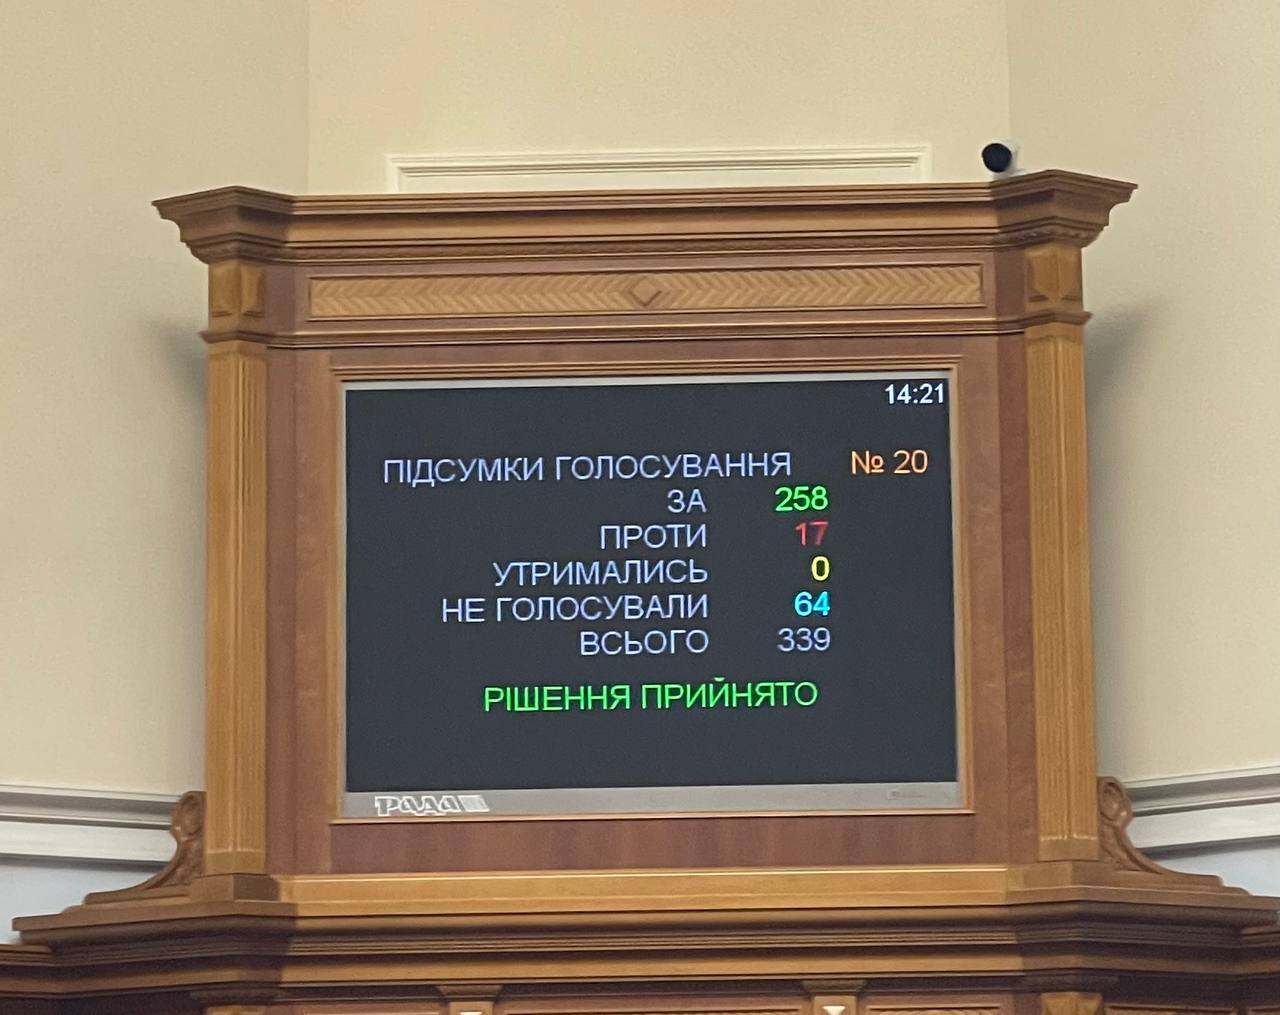 14:21
ПІДСУМКИ ГОЛОСУВАННЯ № 20
ЗА 258
ПРОТИ 17
УТРИМАЛИСЬ 0
НЕ ГОЛОСУВАЛИ 64
ВСЬОГО 339
РІШЕННЯ ПРИЙНЯТО
РАДА